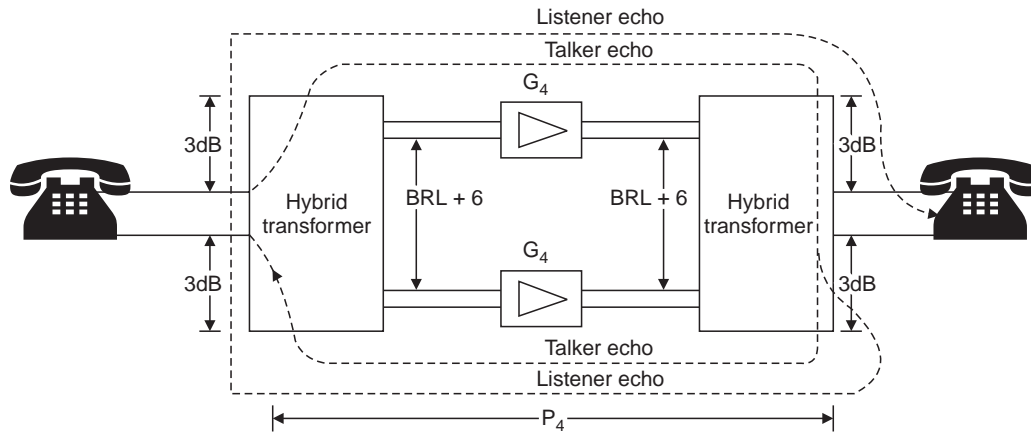 Listener echo
Talker echo
G4
3dB
3dB
BRL + 6
BRL + 6
Hybrid
transformer
Hybrid
transformer
G4
3dB
3dB
Talker echo
Listener echo
P4